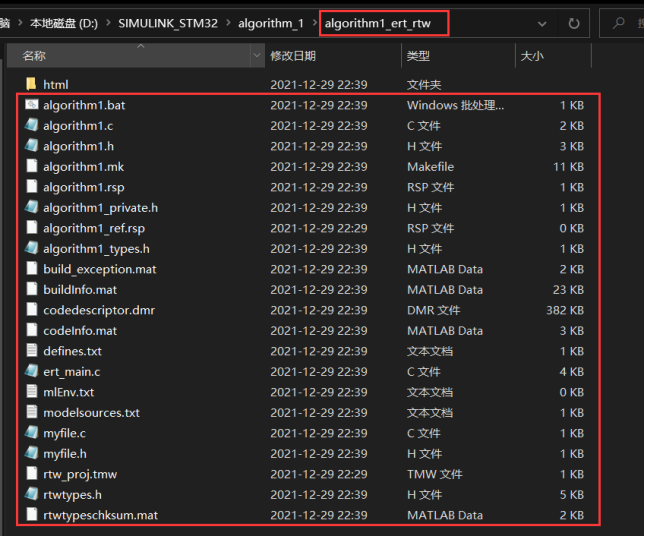 脑 › 本地磁盘 (D:) › SIMULINK_STM32 › algorithm_1 › algorithm1_ert_rtw
名称 修改日期 类型 大小
html 2021-12-29 22:39 文件夹
algorithm1.bat 2021-12-29 22:39 Windows 批处理... 1 KB
algorithm1.c 2021-12-29 22:39 C 文件 2 KB
algorithm1.h 2021-12-29 22:39 H 文件 3 KB
algorithm1.mk 2021-12-29 22:39 Makefile 11 KB
algorithm1.rsp 2021-12-29 22:39 RSP 文件 1 KB
algorithm1_private.h 2021-12-29 22:39 H 文件 1 KB
algorithm1_ref.rsp 2021-12-29 22:29 RSP 文件 0 KB
algorithm1_types.h 2021-12-29 22:39 H 文件 1 KB
build_exception.mat 2021-12-29 22:39 MATLAB Data 2 KB
buildInfo.mat 2021-12-29 22:39 MATLAB Data 23 KB
codedescriptor.dmr 2021-12-29 22:39 DMR 文件 382 KB
codeInfo.mat 2021-12-29 22:39 MATLAB Data 3 KB
defines.txt 2021-12-29 22:39 文本文档 1 KB
ert_main.c 2021-12-29 22:39 C 文件 4 KB
mlEnv.txt 2021-12-29 22:39 文本文档 0 KB
modelsources.txt 2021-12-29 22:39 文本文档 1 KB
myfile.c 2021-12-29 22:39 C 文件 1 KB
myfile.h 2021-12-29 22:39 H 文件 1 KB
rtw_proj.tmw 2021-12-29 22:29 TMW 文件 1 KB
rtwtypes.h 2021-12-29 22:39 H 文件 5 KB
rtwtypeschksum.mat 2021-12-29 22:39 MATLAB Data 2 KB